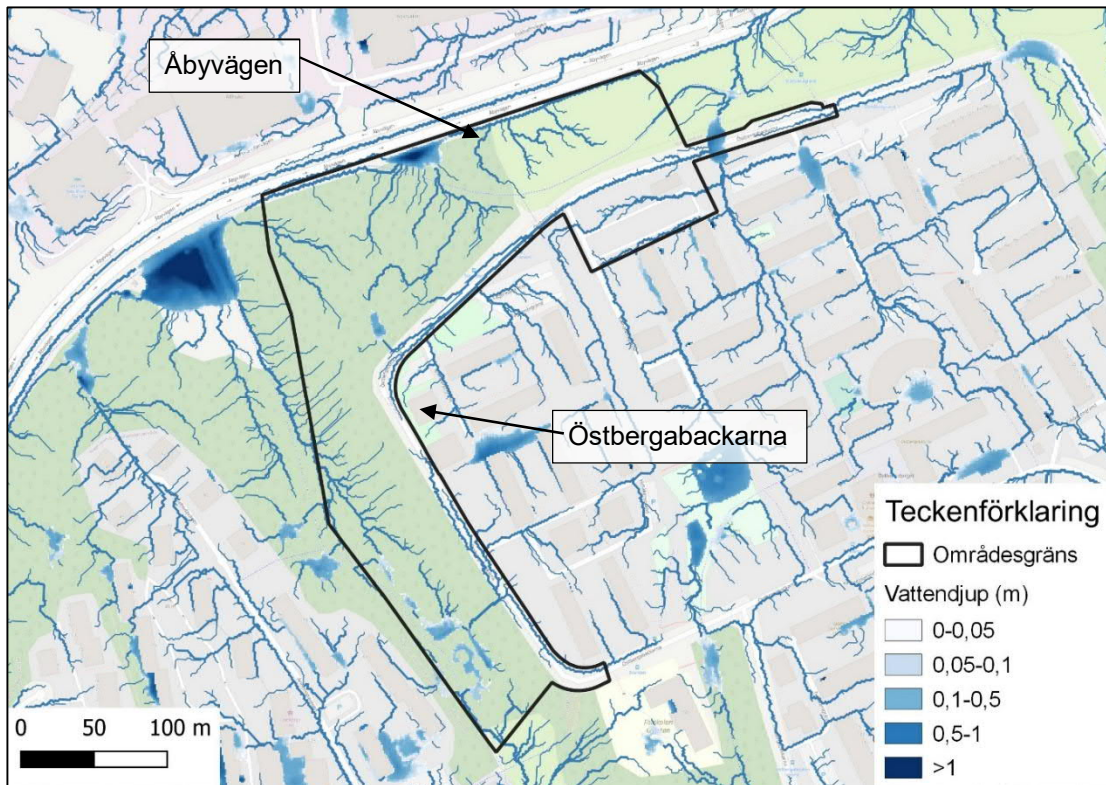 Åbyvägen
Östbergabackarna
Teckenförklaring
Områdesgräns
Vattendjup (m)
0-0,05
0,05-0,1
0,1-0,5
0,5-1
>1
0 50 100 m